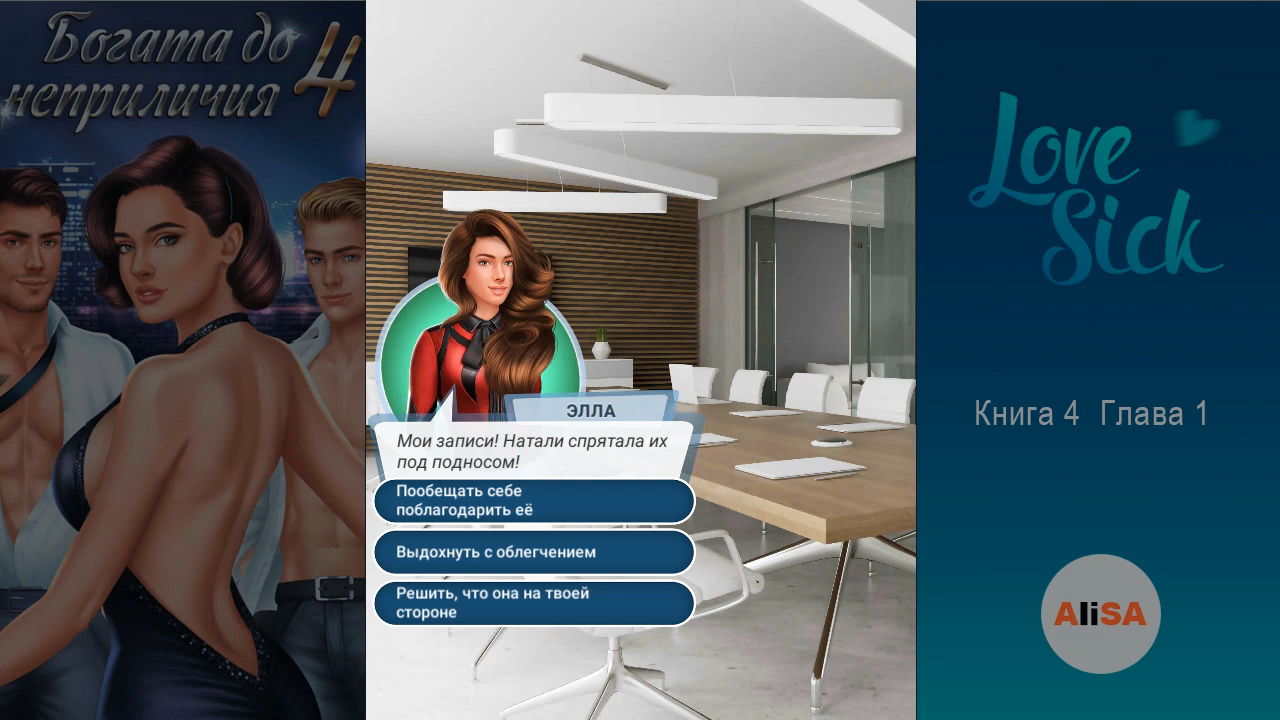 Богата до
неприличия 4
ЭЛЛА
Мои записи! Натали спрятала их
под подносом!
Пообещать себе
поблагодарить её
Выдохнуть с облегчением
Решить, что она на твоей
стороне
Love
Sick
Книга 4 Глава 1
AliSA